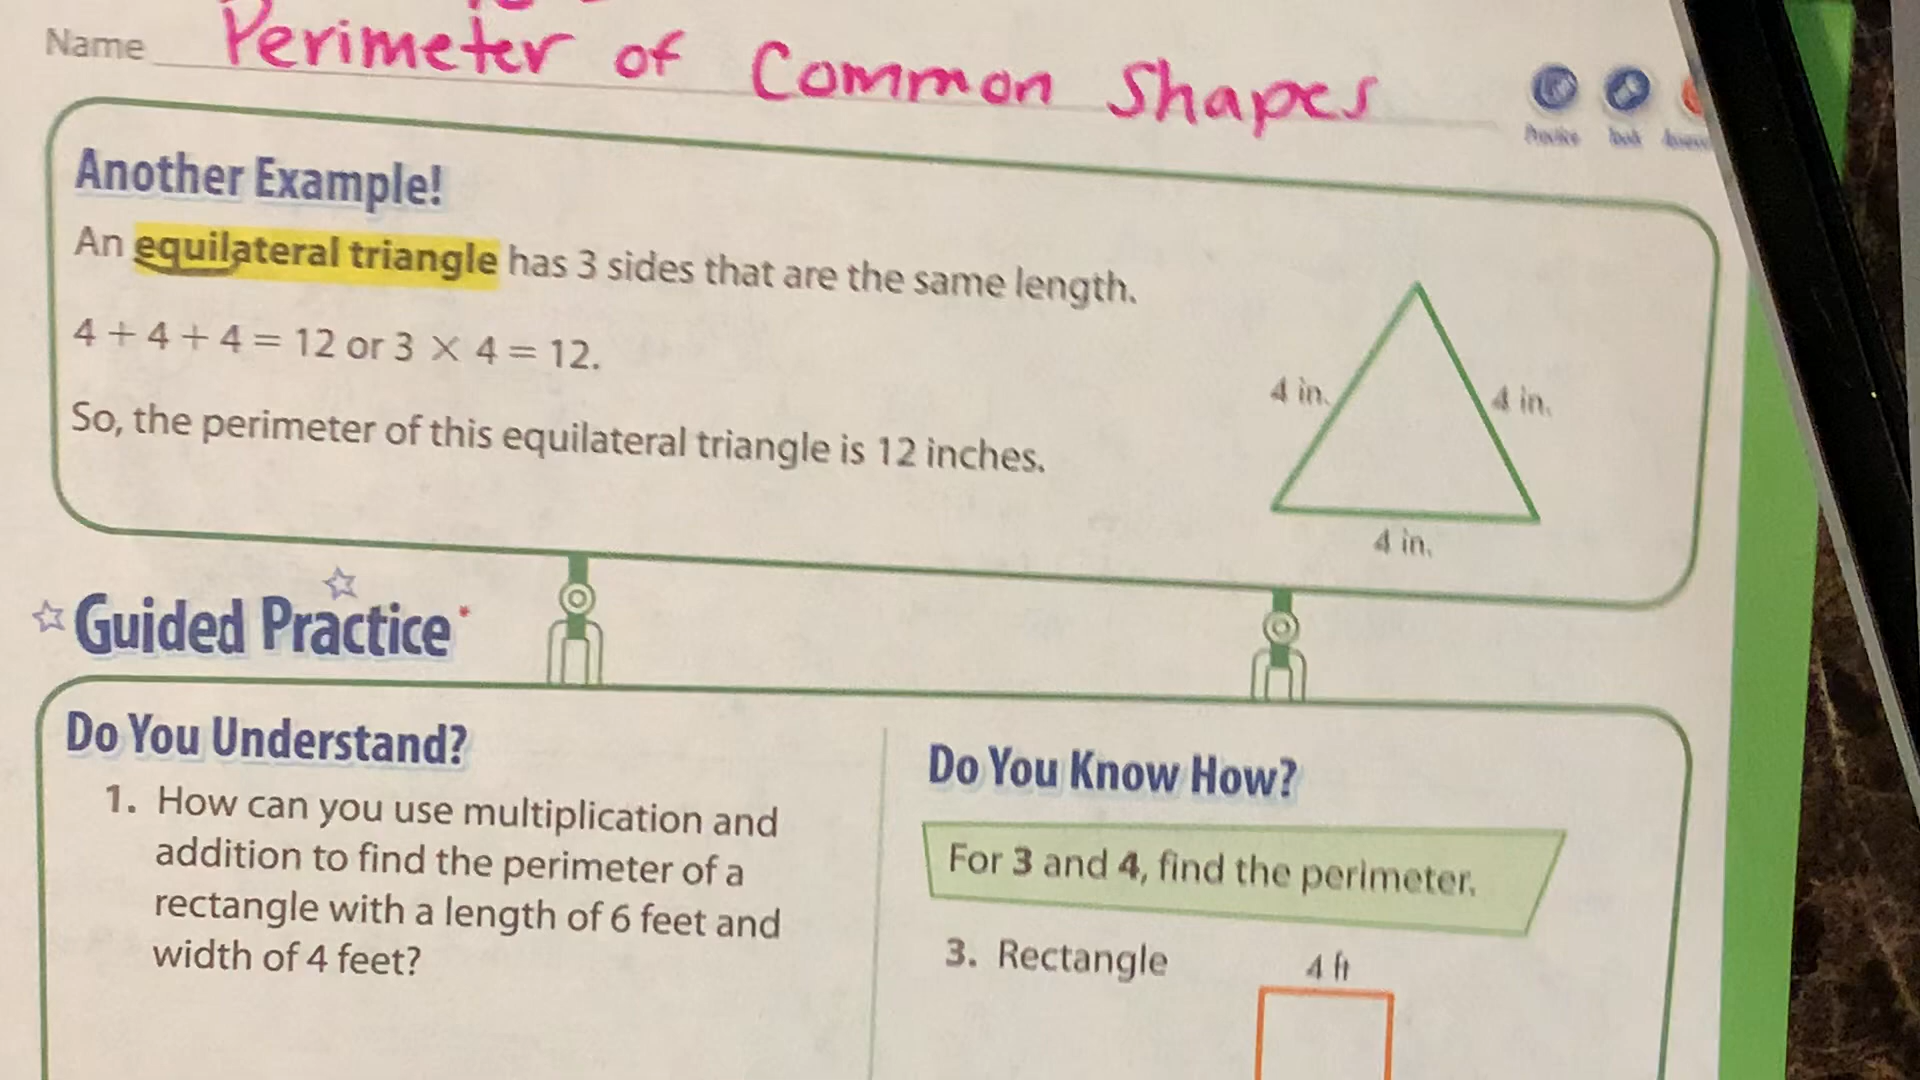 Name Perimeter of Common Shapes
Practice Tools
Another Example!
An equilateral triangle has 3 sides that are the same length.
4 + 4 + 4 = 12 or 3 × 4 = 12.
So, the perimeter of this equilateral triangle is 12 inches.
4 in.
4 in.
4 in.
Guided Practice*
Do You Understand?
1. How can you use multiplication and
addition to find the perimeter of a
rectangle with a length of 6 feet and
width of 4 feet?
Do You Know How?
For 3 and 4, find the perimeter.
3. Rectangle
4 ft